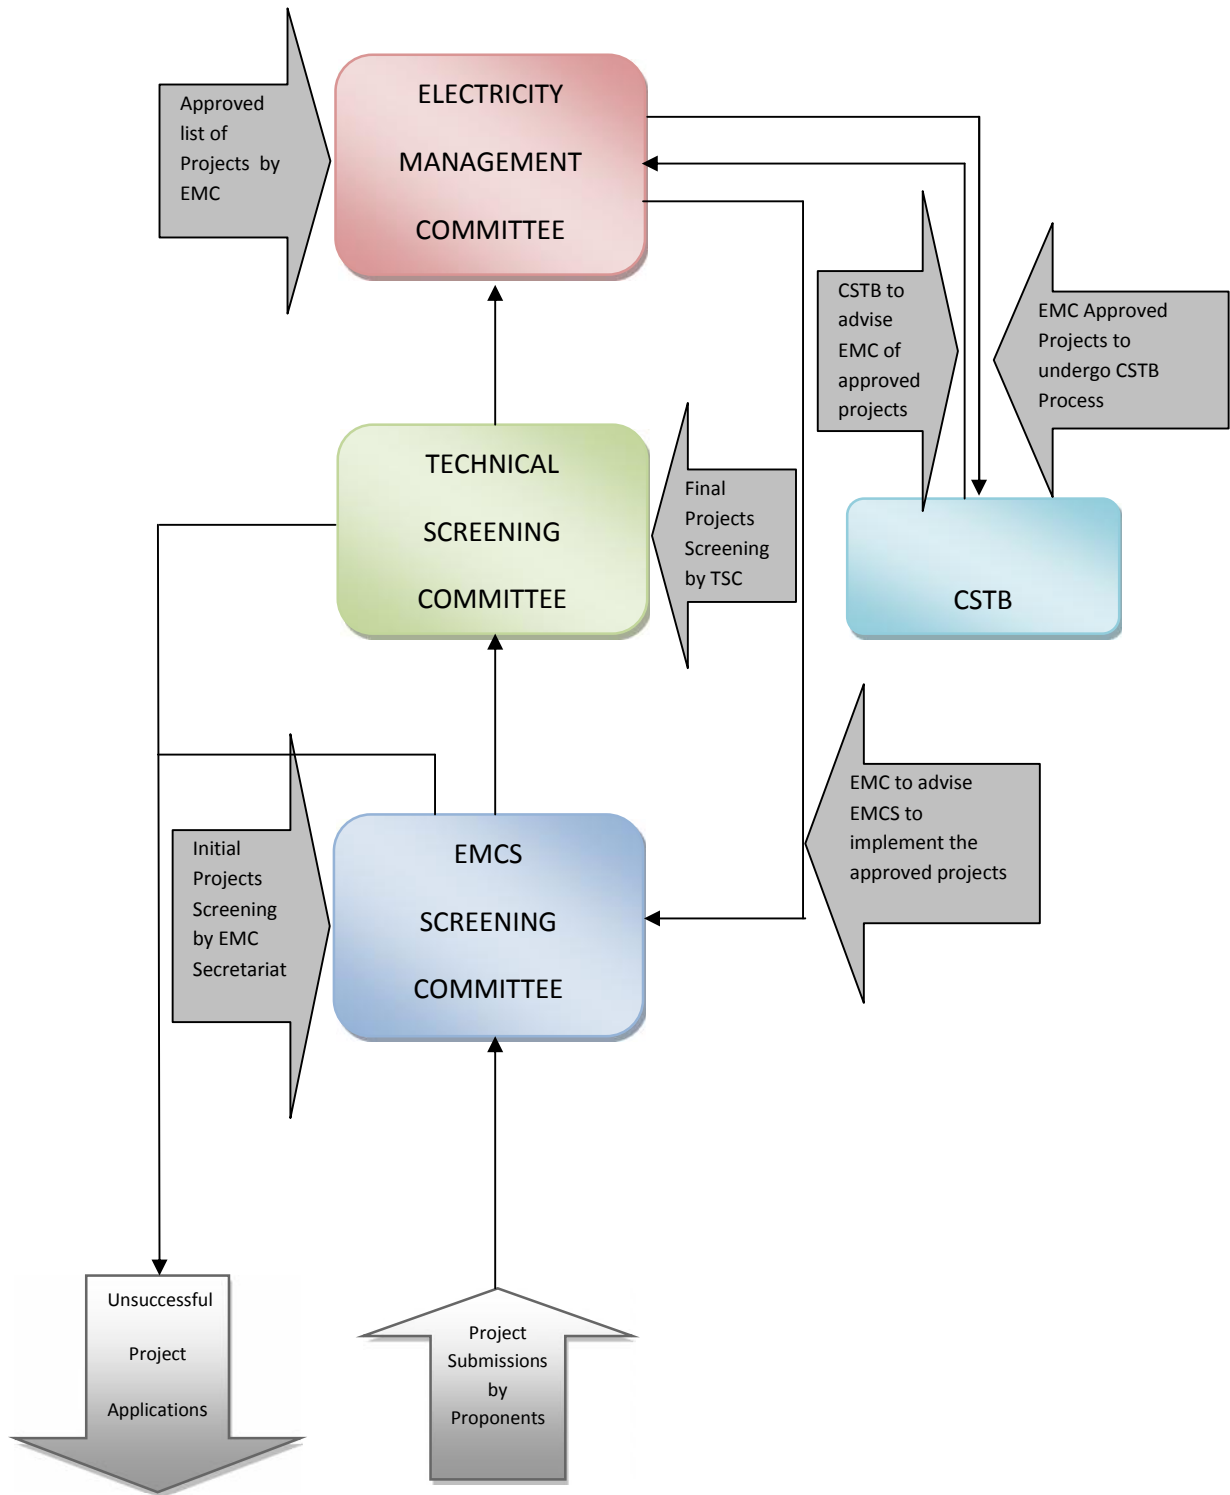 Approved
list of
Projects by
EMC
ELECTRICITY
MANAGEMENT
COMMITTEE
CSTB to
advise
EMC of
approved
projects
EMC Approved
Projects to
undergo CSTB
Process
TECHNICAL
SCREENING
COMMITTEE
Final
Projects
Screening
by TSC
CSTB
Initial
Projects
Screening
by EMC
Secretariat
EMCS
SCREENING
COMMITTEE
EMC to advise
EMCS to
implement the
approved projects
Unsuccessful
Project
Applications
Project
Submissions
by
Proponents